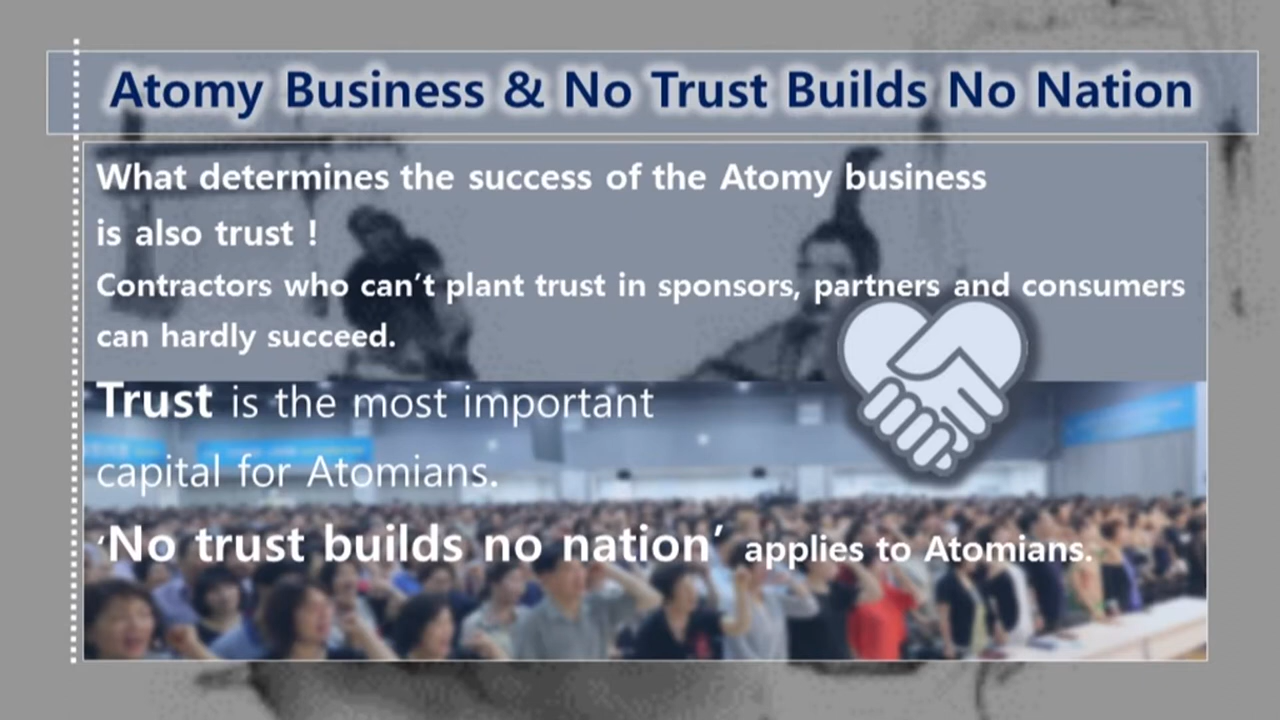 Atomy Business & No Trust Builds No Nation
What determines the success of the Atomy business
is also trust !
Contractors who can't plant trust in sponsors, partners and consumers
can hardly succeed.
Trust is the most important
capital for Atomians.
‘No trust builds no nation’ applies to Atomians.